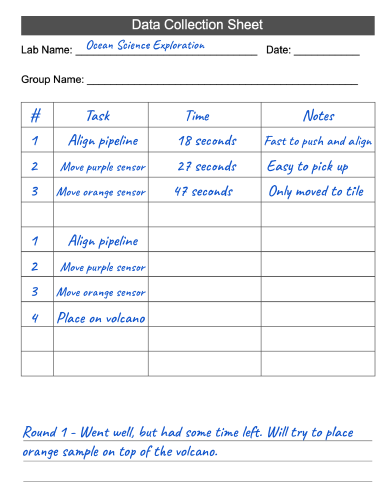 Data Collection Sheet
Lab Name: Ocean Science Exploration Date:
Group Name:
# Task Time Notes
1 Align pipeline 18 seconds Fast to push and align
2 Move purple sensor 27 seconds Easy to pick up
3 Move orange sensor 47 seconds Only moved to tile
1 Align pipeline
2 Move purple sensor
3 Move orange sensor
4 Place on volcano
Round 1 - Went well, but had some time left. Will try to place
orange sample on top of the volcano.